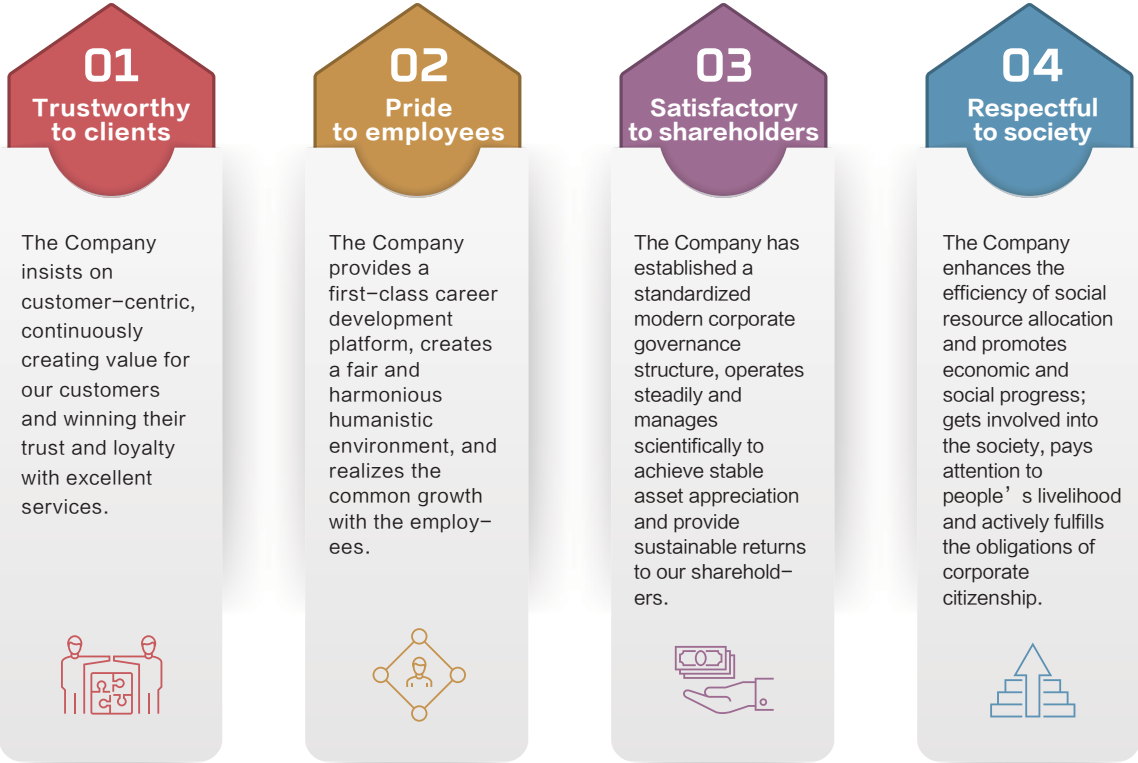 01
Trustworthy
to clients
The Company
insists on
customer-centric,
continuously
creating value for
our customers
and winning their
trust and loyalty
with excellent
services.
02
Pride
to employees
The Company
provides a
first-class career
development
platform, creates
a fair and
harmonious
humanistic
environment, and
realizes the
common growth
with the employ-
ees.
03
Satisfactory
to shareholders
The Company has
established a
standardized
modern corporate
governance
structure, operates
steadily and
manages
scientifically to
achieve stable
asset appreciation
and provide
sustainable returns
to our sharehold-
ers.
04
Respectful
to society
The Company
enhances the
efficiency of social
resource allocation
and promotes
economic and
social progress;
gets involved into
the society, pays
attention to
people’s livelihood
and actively fulfills
the obligations of
corporate
citizenship.